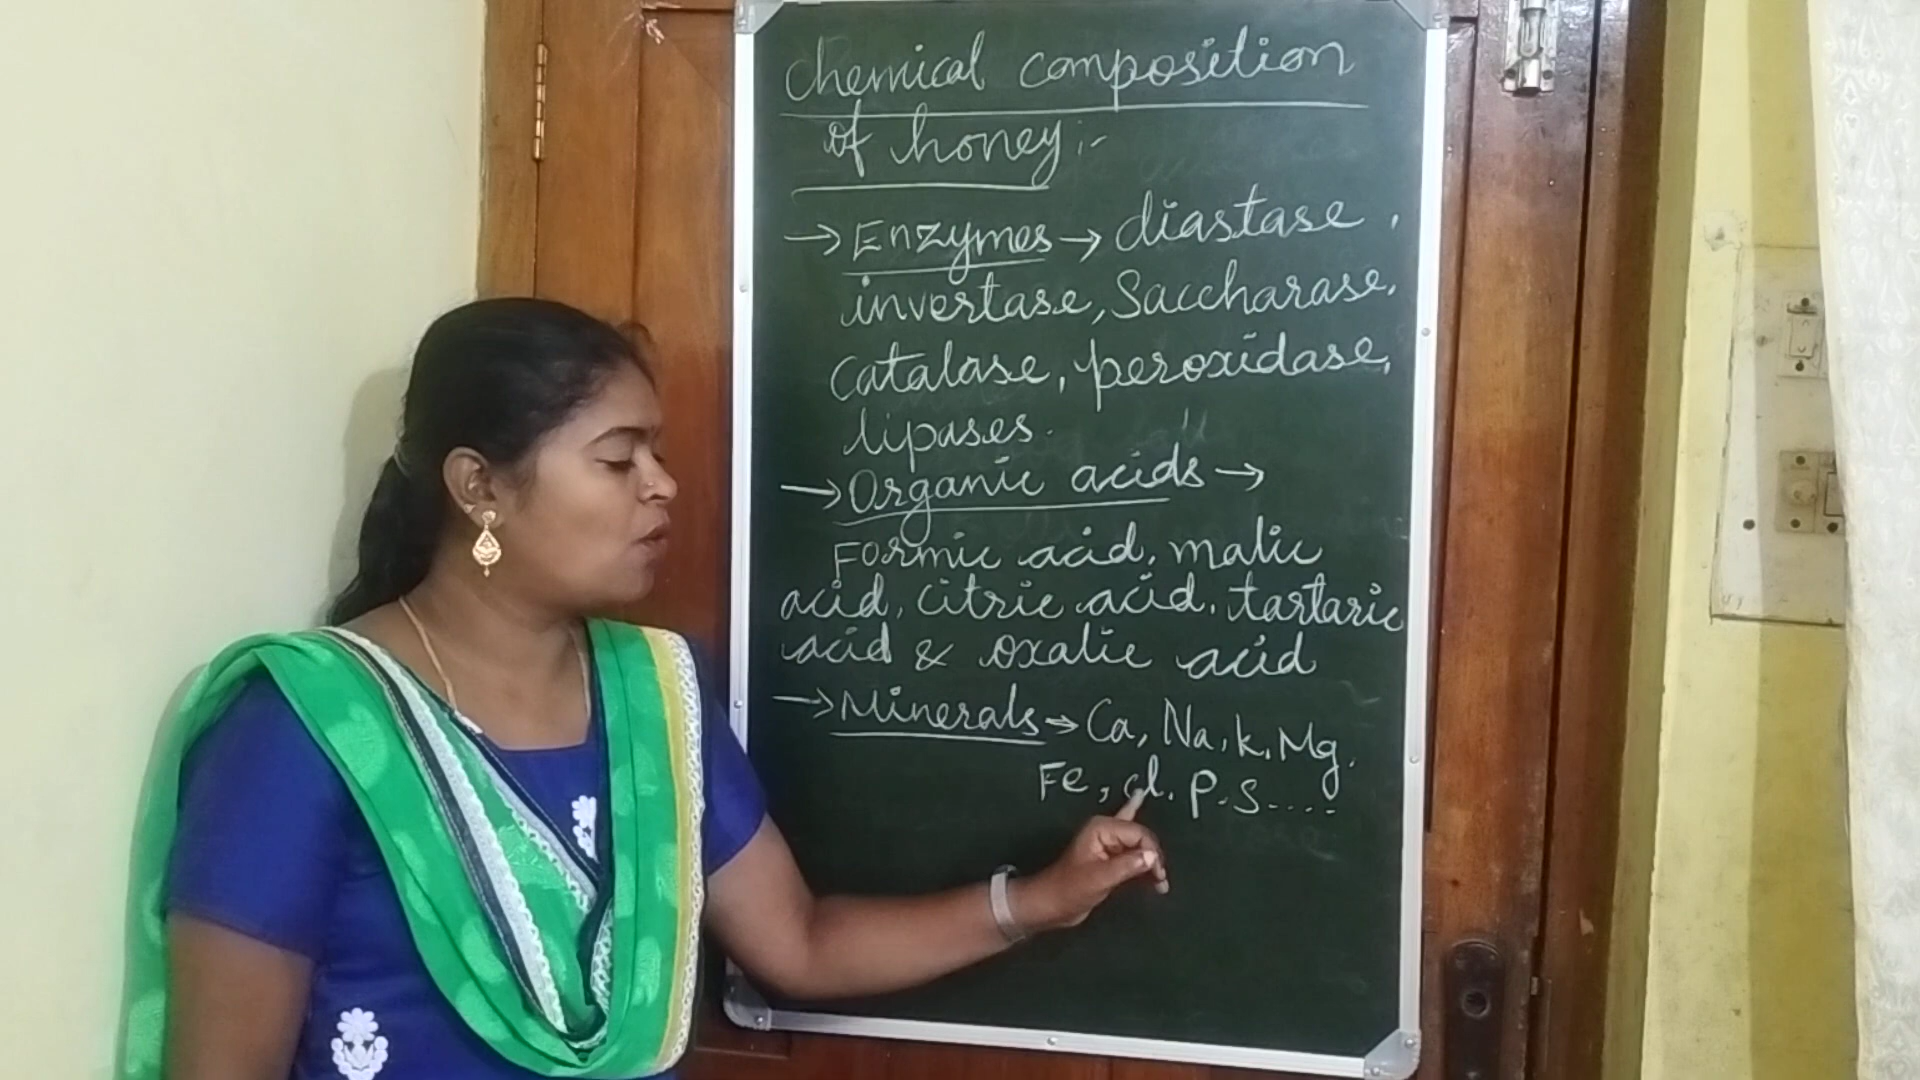 chemical composition
of honey :-
→ Enzymes → diastase,
invertase, Saccharase,
catalase, peroxidase,
lipases.
→ Organic acids →
Formic acid, malic
acid, citric acid, tartaric
acid & oxalic acid
→ Minerals → Ca, Na, k, Mg,
Fe, cl, P, S.....